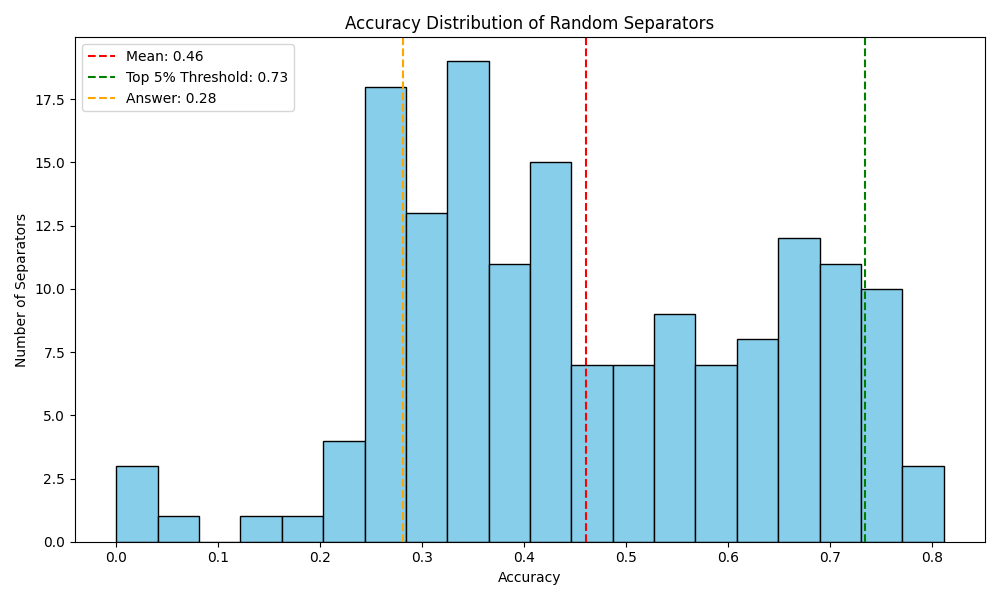 Accuracy Distribution of Random Separators
Mean: 0.46
Top 5% Threshold: 0.73
Answer: 0.28
Number of Separators
17.5
15.0
12.5
10.0
7.5
5.0
2.5
0.0
0.0 0.1 0.2 0.3 0.4 0.5 0.6 0.7 0.8
Accuracy